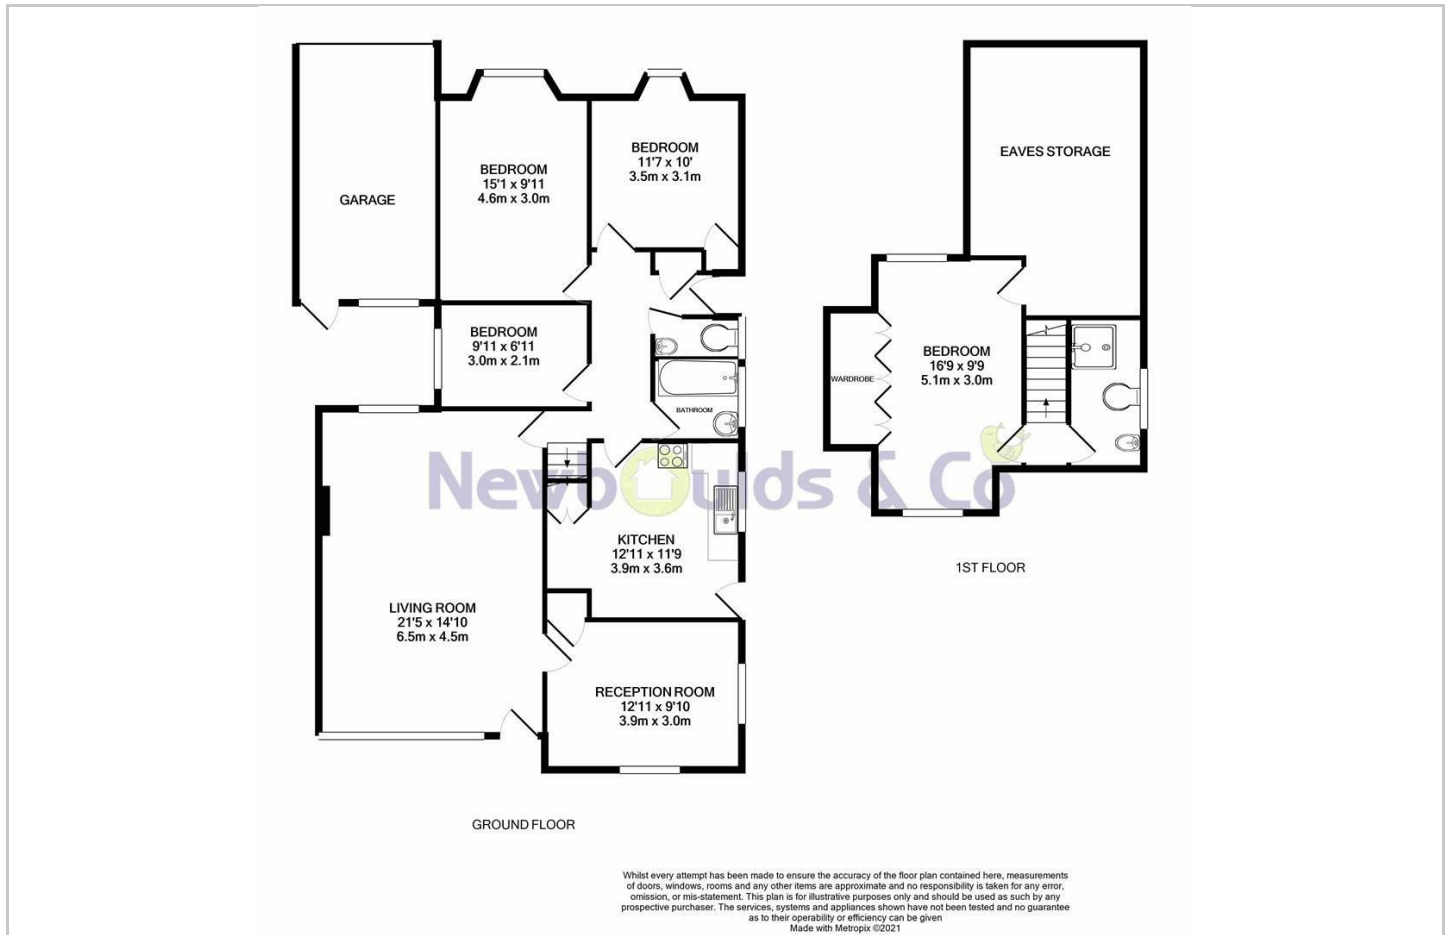 GARAGE
BEDROOM
15'1 x 9'11
4.6m x 3.0m
BEDROOM
11'7 x 10'
3.5m x 3.1m
BEDROOM
9'11 x 6'11
3.0m x 2.1m
BATHROOM
KITCHEN
12'11 x 11'9
3.9m x 3.6m
LIVING ROOM
21'5 x 14'10
6.5m x 4.5m
RECEPTION ROOM
12'11 x 9'10
3.9m x 3.0m
GROUND FLOOR
EAVES STORAGE
BEDROOM
16'9 x 9'9
5.1m x 3.0m
WARDROBE
1ST FLOOR
Newboulds & Co
Whilst every attempt has been made to ensure the accuracy of the floor plan contained here, measurements
of doors, windows, rooms and any other items are approximate and no responsibility is taken for any error,
omission, or mis-statement. This plan is for illustrative purposes only and should be used as such by any
prospective purchaser. The services, systems and appliances shown have not been tested and no guarantee
as to their operability or efficiency can be given
Made with Metropix ©2021